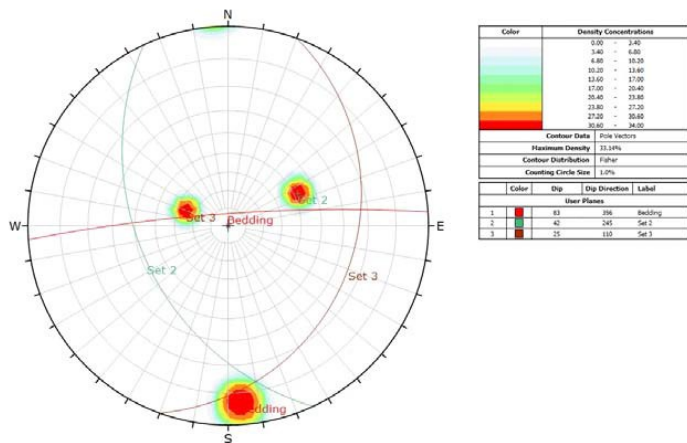 N
W
E
S
Bedding
Set 2
Set 3
Set 2
Set 3
Bedding
Color Density Concentrations
0.00 - 3.40
3.40 - 6.80
6.80 - 10.20
10.20 - 13.60
13.60 - 17.00
17.00 - 20.40
20.40 - 23.80
23.80 - 27.20
27.20 - 30.60
30.60 - 34.00
Contour Data Pole Vectors
Maximum Density 33.14%
Contour Distribution Fisher
Counting Circle Size 1.0%
Color Dip Dip Direction Label
User Planes
1 83 356 Bedding
2 42 245 Set 2
3 25 110 Set 3